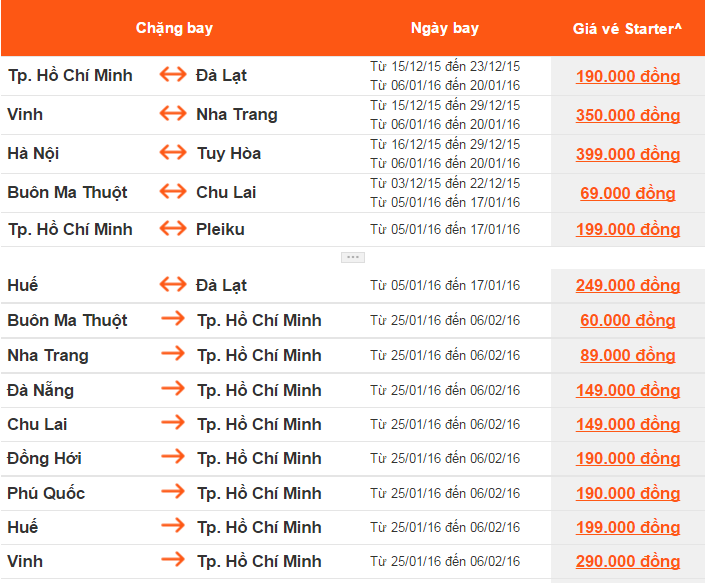 Chặng bay Ngày bay Giá vé Starter^
Tp. Hồ Chí Minh ↔ Đà Lạt Từ 15/12/15 đến 23/12/15 190.000 đồng
Từ 06/01/16 đến 20/01/16
Vinh ↔ Nha Trang Từ 15/12/15 đến 29/12/15 350.000 đồng
Từ 06/01/16 đến 20/01/16
Hà Nội ↔ Tuy Hòa Từ 16/12/15 đến 29/12/15 399.000 đồng
Từ 06/01/16 đến 20/01/16
Buôn Ma Thuột ↔ Chu Lai Từ 03/12/15 đến 22/12/15 69.000 đồng
Từ 05/01/16 đến 17/01/16
Tp. Hồ Chí Minh ↔ Pleiku Từ 05/01/16 đến 17/01/16 199.000 đồng
Huế ↔ Đà Lạt Từ 05/01/16 đến 17/01/16 249.000 đồng
Buôn Ma Thuột → Tp. Hồ Chí Minh Từ 25/01/16 đến 06/02/16 60.000 đồng
Nha Trang → Tp. Hồ Chí Minh Từ 25/01/16 đến 06/02/16 89.000 đồng
Đà Nẵng → Tp. Hồ Chí Minh Từ 25/01/16 đến 06/02/16 149.000 đồng
Chu Lai → Tp. Hồ Chí Minh Từ 25/01/16 đến 06/02/16 149.000 đồng
Đồng Hới → Tp. Hồ Chí Minh Từ 25/01/16 đến 06/02/16 190.000 đồng
Phú Quốc → Tp. Hồ Chí Minh Từ 25/01/16 đến 06/02/16 190.000 đồng
Huế → Tp. Hồ Chí Minh Từ 25/01/16 đến 06/02/16 199.000 đồng
Vinh → Tp. Hồ Chí Minh Từ 25/01/16 đến 06/02/16 290.000 đồng